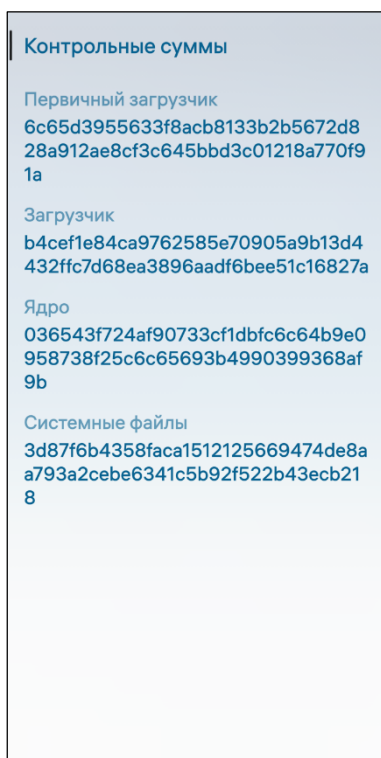 Контрольные суммы
Первичный загрузчик
6c65d3955633f8acb8133b2b5672d8
28a912ae8cf3c645bbd3c01218a770f9
1a
Загрузчик
b4cef1e84ca9762585e70905a9b13d4
432ffc7d68ea3896aadf6bee51c16827a
Ядро
036543f724af90733cf1dbfc6c64b9e0
958738f25c6c65693b4990399368af
9b
Системные файлы
3d87f6b4358faca1512125669474de8a
a793a2cebe6341c5b92f522b43ecb21
8